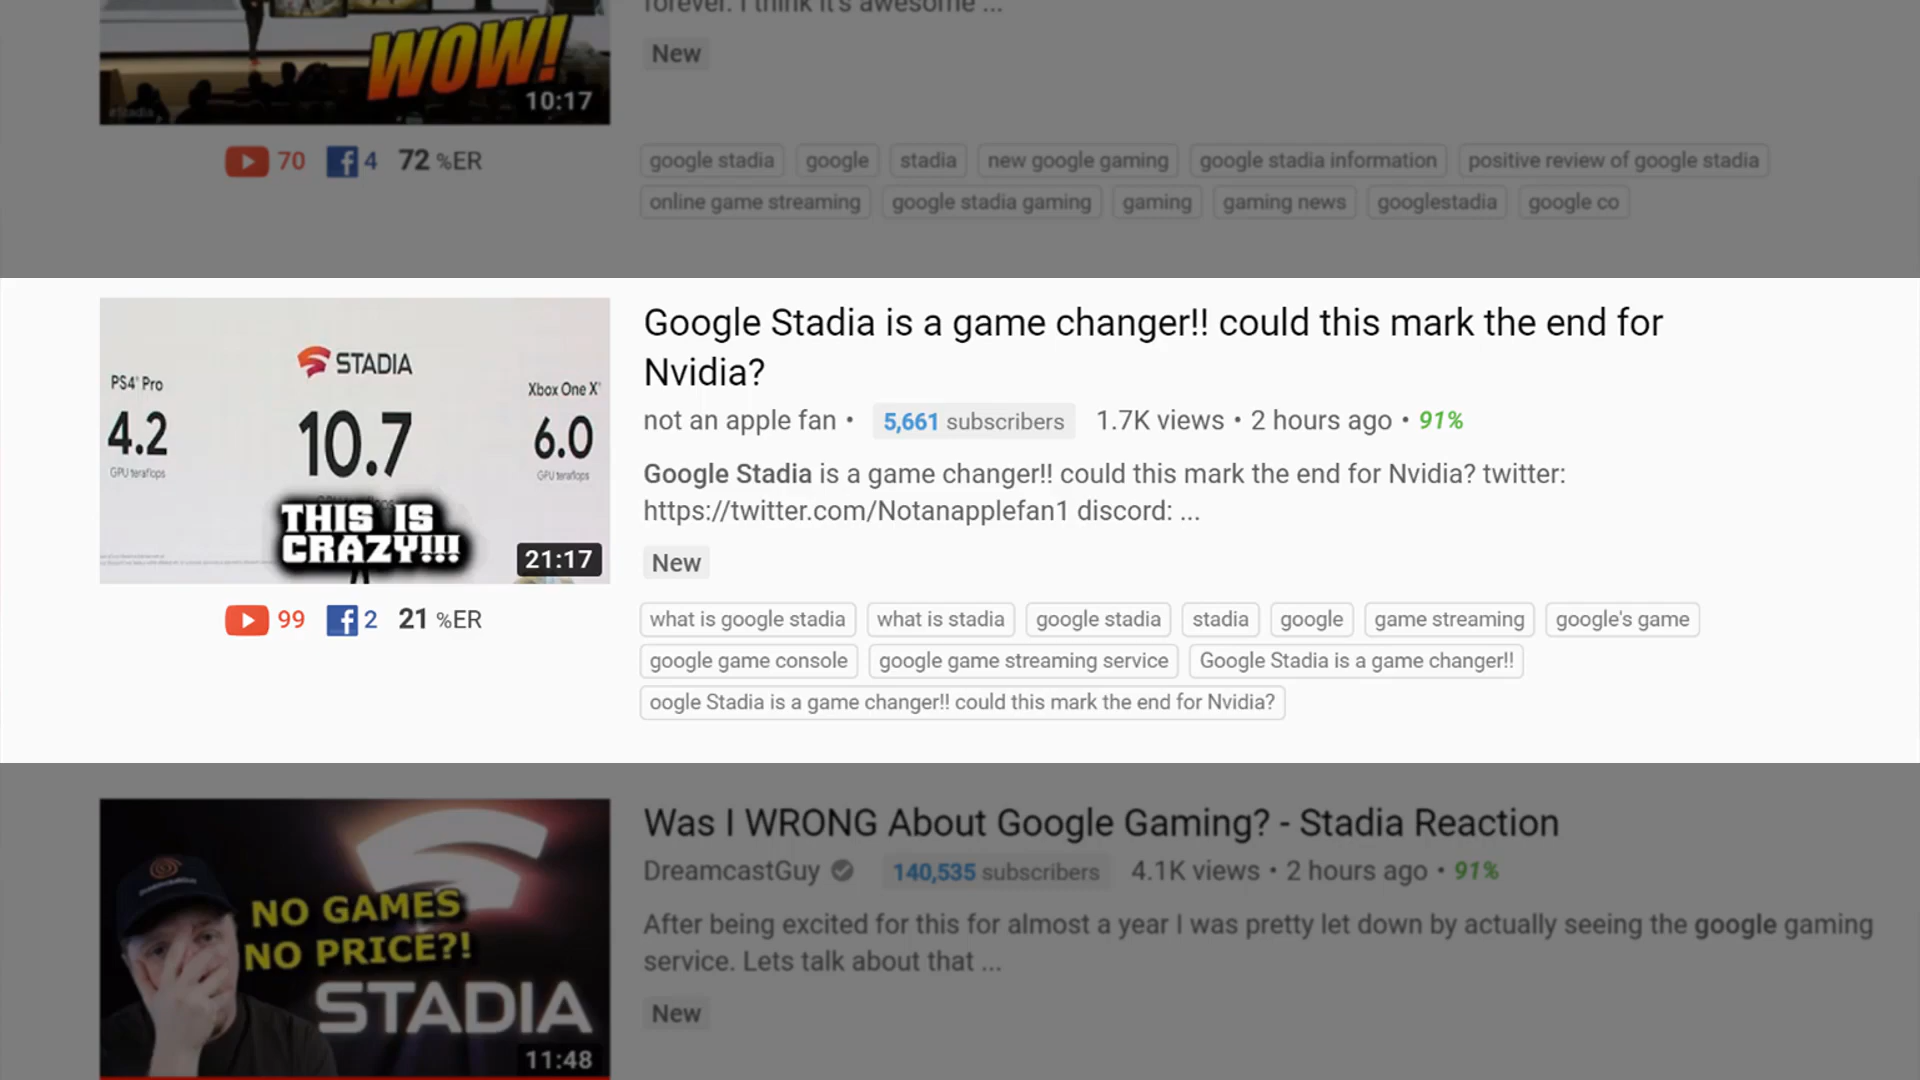 forever. I think it's awesome ...
WOW!
New
10:17
#Stadia
70 4 72 %ER
google stadia google stadia new google gaming google stadia information positive review of google stadia
online game streaming google stadia gaming gaming gaming news googlestadia google co
Google Stadia is a game changer!! could this mark the end for
Nvidia?
STADIA
PS4 Pro
Xbox One X
4.2
10.7
6.0
GPU teraflops
GPU teraflops
THIS IS
CRAZY!!!
21:17
not an apple fan • 5,661 subscribers 1.7K views • 2 hours ago • 91%
Google Stadia is a game changer!! could this mark the end for Nvidia? twitter:
https://twitter.com/Notanapplefan1 discord: ...
New
99 2 21 %ER
what is google stadia what is stadia google stadia stadia google game streaming google's game
google game console google game streaming service Google Stadia is a game changer!!
oogle Stadia is a game changer!! could this mark the end for Nvidia?
NO GAMES
NO PRICE?!
STADIA
11:48
Was I WRONG About Google Gaming? - Stadia Reaction
DreamcastGuy 140,535 subscribers 4.1K views • 2 hours ago • 91%
After being excited for this for almost a year I was pretty let down by actually seeing the google gaming
service. Lets talk about that ...
New